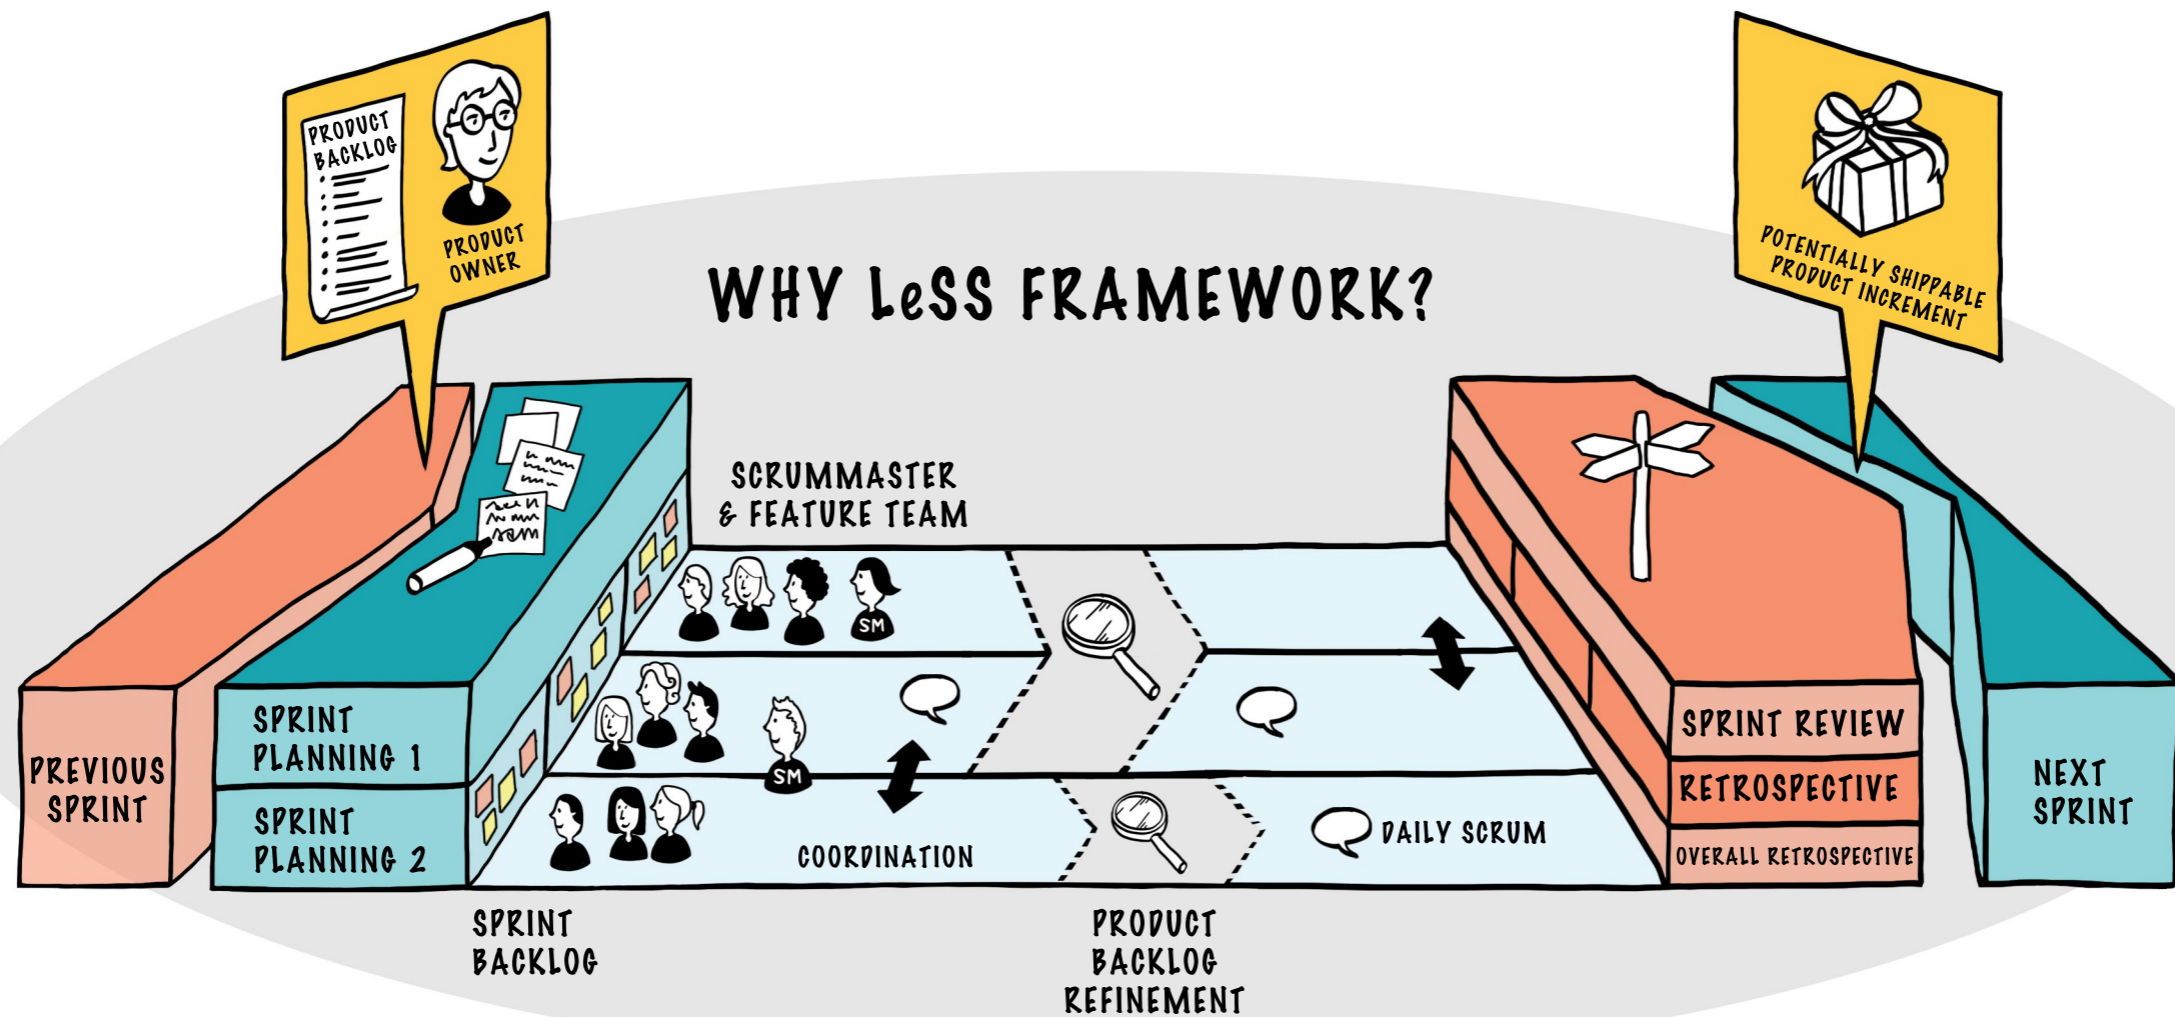 PRODUCT
BACKLOG
PRODUCT
OWNER
POTENTIALLY SHIPPABLE
PRODUCT INCREMENT
WHY LeSS FRAMEWORK?
SCRUMMASTER
& FEATURE TEAM
SM
SM
PREVIOUS
SPRINT
SPRINT
PLANNING 1
SPRINT
PLANNING 2
COORDINATION
DAILY SCRUM
SPRINT REVIEW
RETROSPECTIVE
OVERALL RETROSPECTIVE
NEXT
SPRINT
SPRINT
BACKLOG
PRODUCT
BACKLOG
REFINEMENT